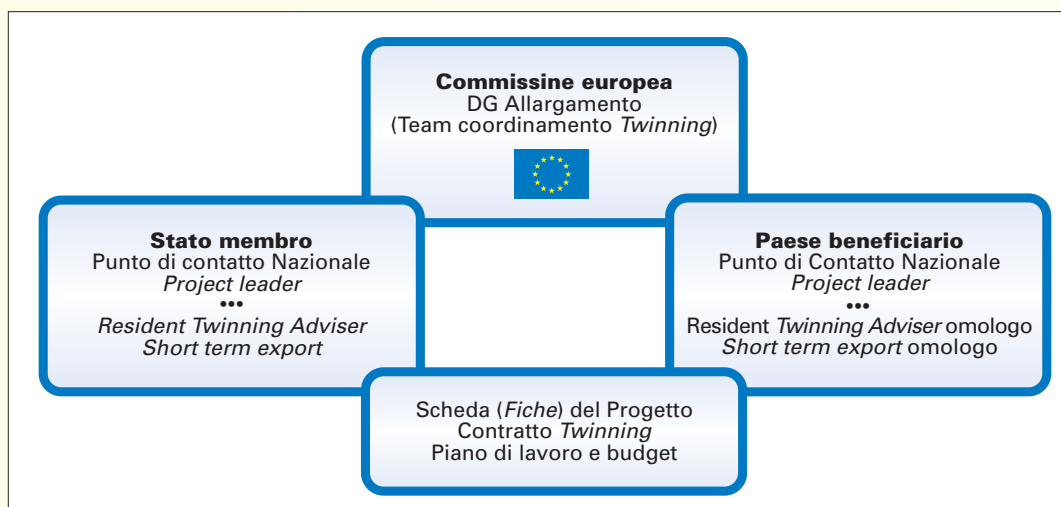 Commissine europea
DG Allargamento
(Team coordinamento Twinning)
Stato membro
Punto di contatto Nazionale
Project leader
•••
Resident Twinning Adviser
Short term export
Paese beneficiario
Punto di Contatto Nazionale
Project leader
•••
Resident Twinning Adviser omologo
Short term export omologo
Scheda (Fiche) del Progetto
Contratto Twinning
Piano di lavoro e budget